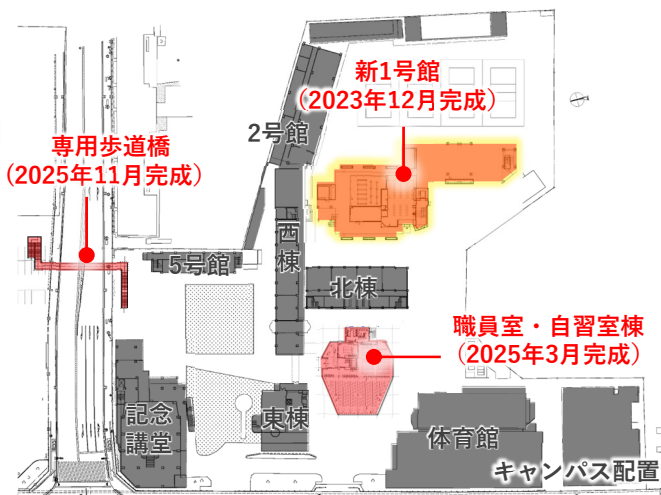 新1号館
（2023年12月完成）
2号館
専用歩道橋
（2025年11月完成）
西棟
5号館
北棟
職員室・自習室棟
（2025年3月完成）
記念
講堂
東棟
体育館
キャンパス配置